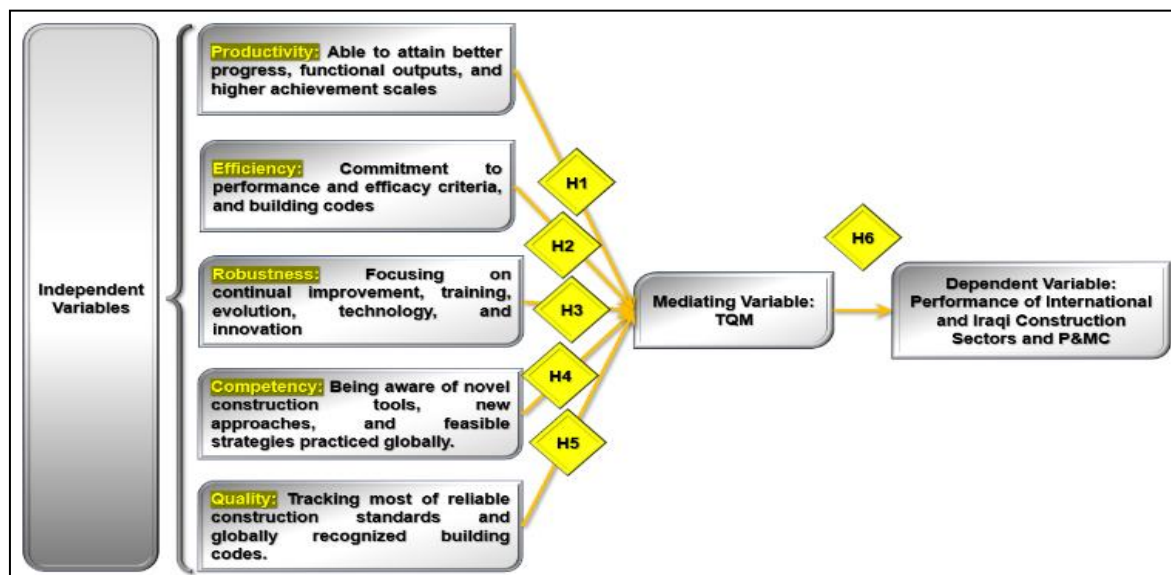 Independent
Variables
Productivity: Able to attain better
progress, functional outputs, and
higher achievement scales
Efficiency: Commitment to
performance and efficacy criteria,
and building codes
Robustness: Focusing on
continual improvement, training,
evolution, technology, and
innovation
Competency: Being aware of novel
construction tools, new
approaches, and feasible
strategies practiced globally.
Quality: Tracking most of reliable
construction standards and
globally recognized building
codes.
H1
H2
H3
H4
H5
Mediating Variable:
TQM
H6
Dependent Variable:
Performance of International
and Iraqi Construction
Sectors and P&MC